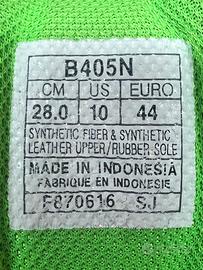 B405N
CM US EURO
28.0 10 44
SYNTHETIC FIBER & SYNTHETIC
LEATHER UPPER/RUBBER SOLE
MADE IN INDONESIA
FABRIQUE EN INDONESIE
F870616 SJ